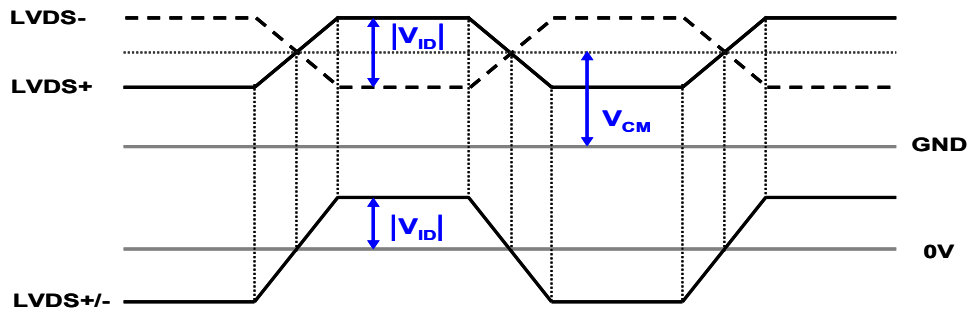 LVDS-
|VID|
LVDS+
VCM
GND
|VID|
0V
LVDS+/-